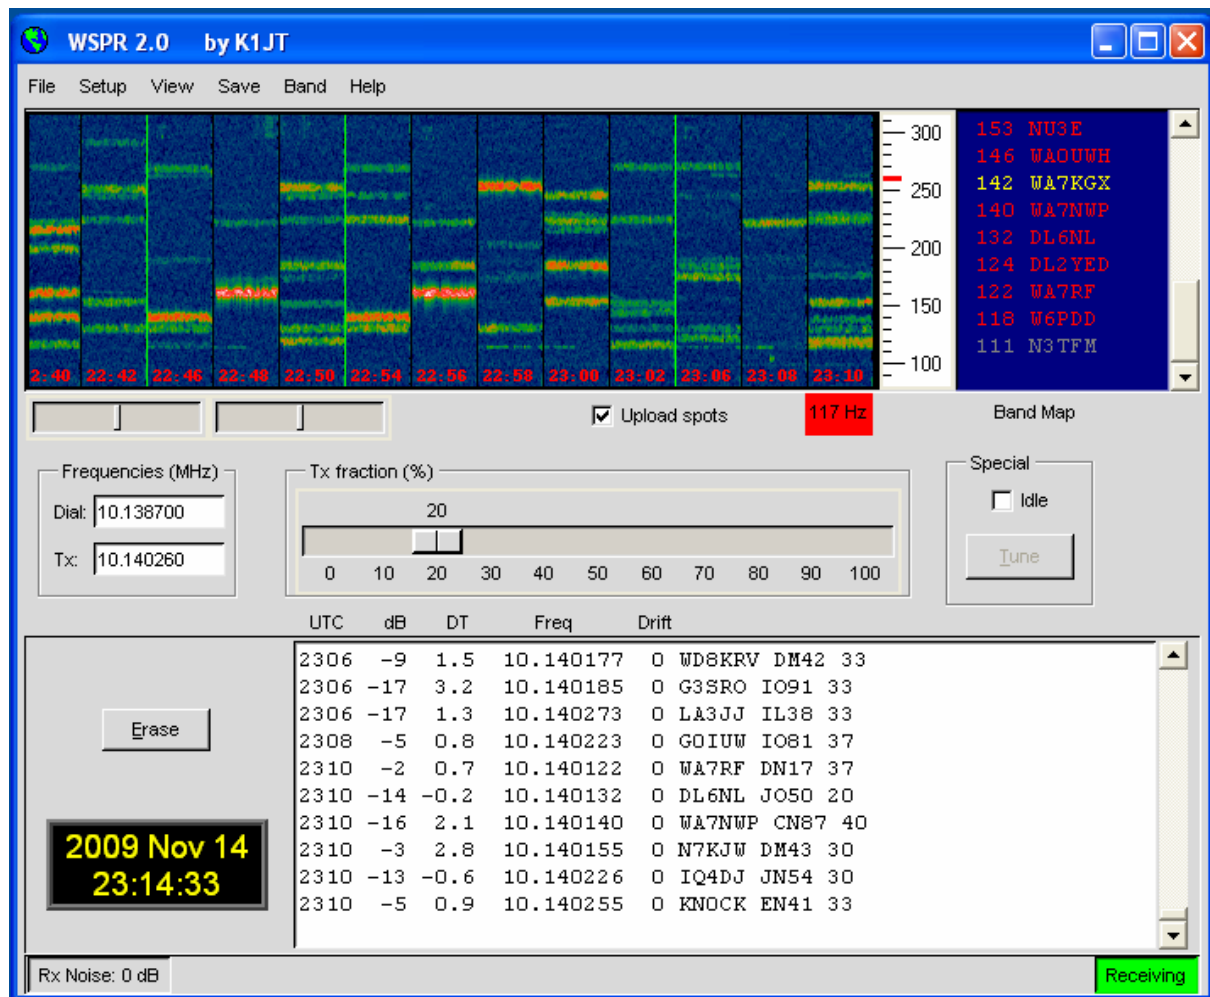 WSPR 2.0 by K1JT
File Setup View Save Band Help
300
250
200
150
100
2:40 22:42 22:46 22:48 22:50 22:54 22:56 22:58 23:00 23:02 23:06 23:08 23:10
153 NU3E
146 WA0UWH
142 WA7KGX
140 WA7NWP
132 DL6NL
124 DL2YED
122 WA7RF
118 W6PDD
111 N3TFM
Upload spots
117 Hz
Band Map
Frequencies (MHz)
Dial: 10.138700
Tx: 10.140260
Tx fraction (%)
20
0 10 20 30 40 50 60 70 80 90 100
Special
Idle
Tune
UTC dB DT Freq Drift
2306 -9 1.5 10.140177 0 WD8KRV DM42 33
2306 -17 3.2 10.140185 0 G3SRO IO91 33
2306 -17 1.3 10.140273 0 LA3JJ IL38 33
2308 -5 0.8 10.140223 0 G0IUW IO81 37
2310 -2 0.7 10.140122 0 WA7RF DN17 37
2310 -14 -0.2 10.140132 0 DL6NL JO50 20
2310 -16 2.1 10.140140 0 WA7NWP CN87 40
2310 -3 2.8 10.140155 0 N7KJW DM43 30
2310 -13 -0.6 10.140226 0 IQ4DJ JN54 30
2310 -5 0.9 10.140255 0 KN0CK EN41 33
Erase
2009 Nov 14
23:14:33
Rx Noise: 0 dB
Receiving